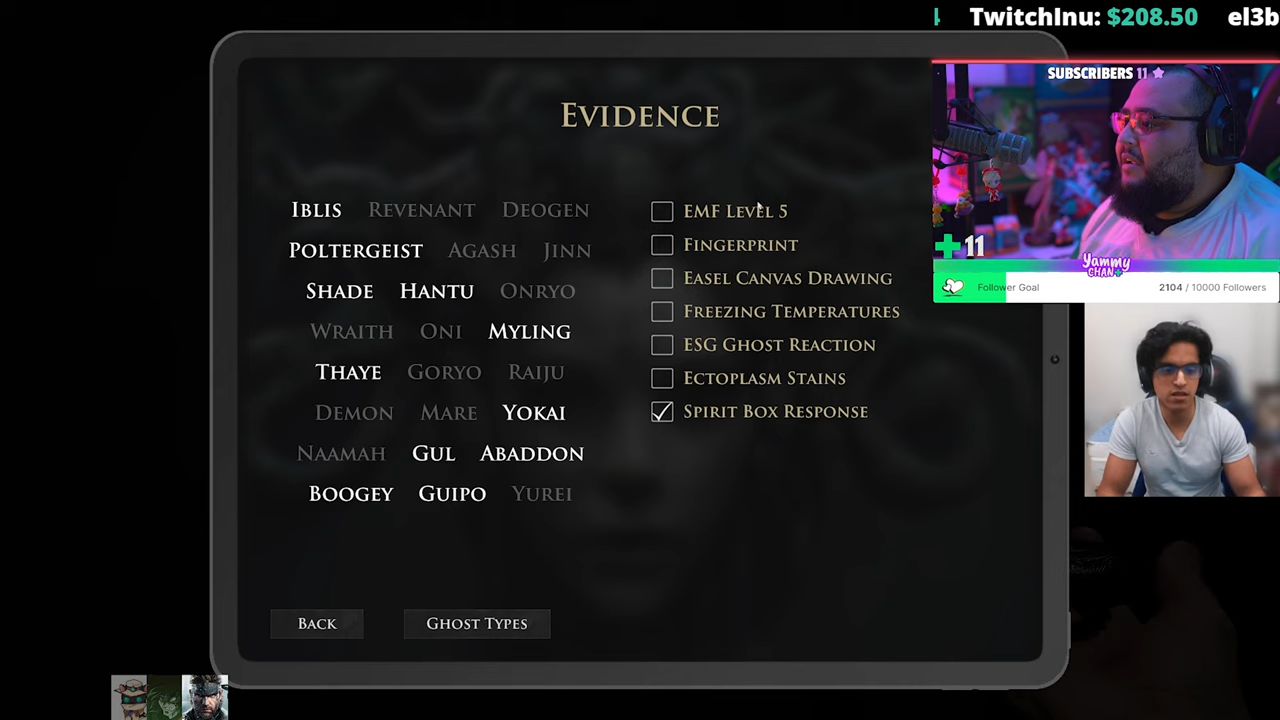 TwitchInu: $208.50 el3b
SUBSCRIBERS 11
EVIDENCE
IBLIS REVENANT DEOGEN
POLTERGEIST AGASH JINN
SHADE HANTU ONRYO
WRAITH ONI MYLING
THAYE GORYO RAIJU
DEMON MARE YOKAI
NAAMAH GUL ABADDON
BOOGEY GUIPO YUREI
EMF LEVEL 5
FINGERPRINT
EASEL CANVAS DRAWING
FREEZING TEMPERATURES
ESG GHOST REACTION
ECTOPLASM STAINS
SPIRIT BOX RESPONSE
BACK GHOST TYPES
+11
Yammy
CHAN+
Follower Goal 2104 / 10000 Followers